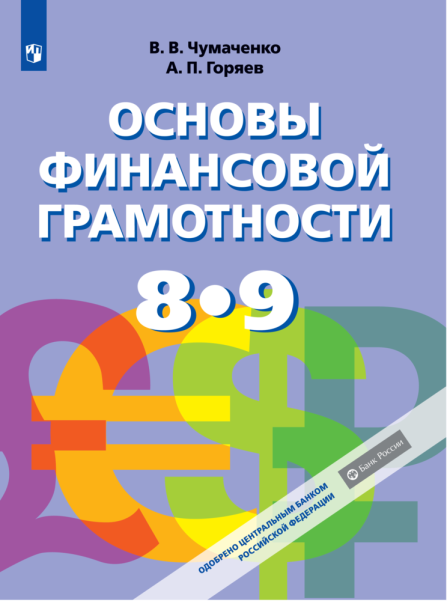 В. В. Чумаченко
А. П. Горяев
ОСНОВЫ
ФИНАНСОВОЙ
ГРАМОТНОСТИ
8•9
Банк России
ОДОБРЕНО ЦЕНТРАЛЬНЫМ БАНКОМ
РОССИЙСКОЙ ФЕДЕРАЦИИ